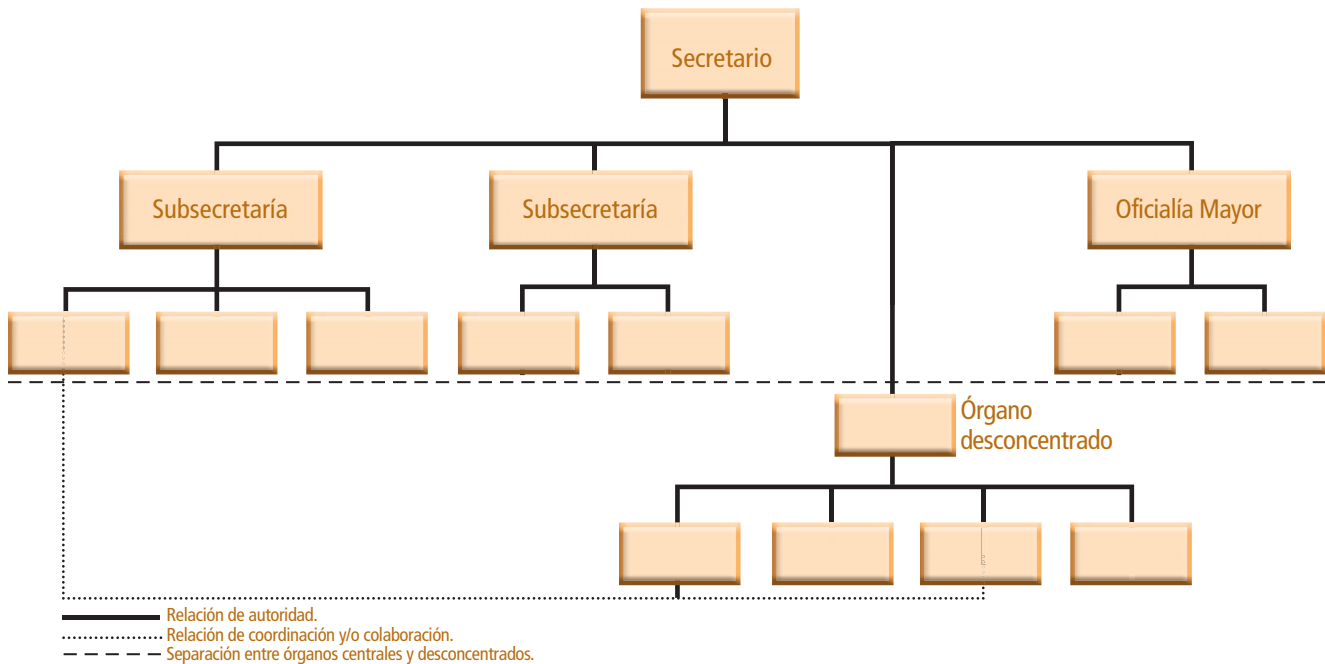 Secretario
Subsecretaría
Subsecretaría
Oficialía Mayor
Órgano
desconcentrado
Relación de autoridad.
Relación de coordinación y/o colaboración.
Separación entre órganos centrales y desconcentrados.